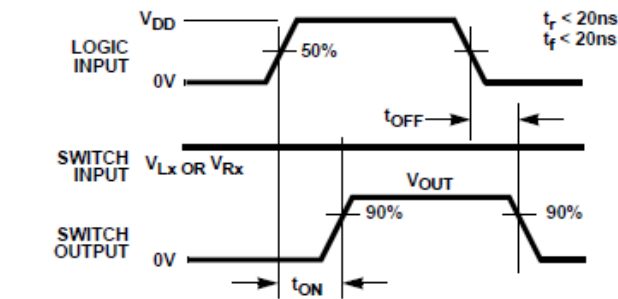 VDD
tr < 20ns
tf < 20ns
LOGIC
INPUT
50%
0V
tOFF
SWITCH
INPUT
VLx OR VRx
VOUT
90%
90%
SWITCH
OUTPUT
0V
tON